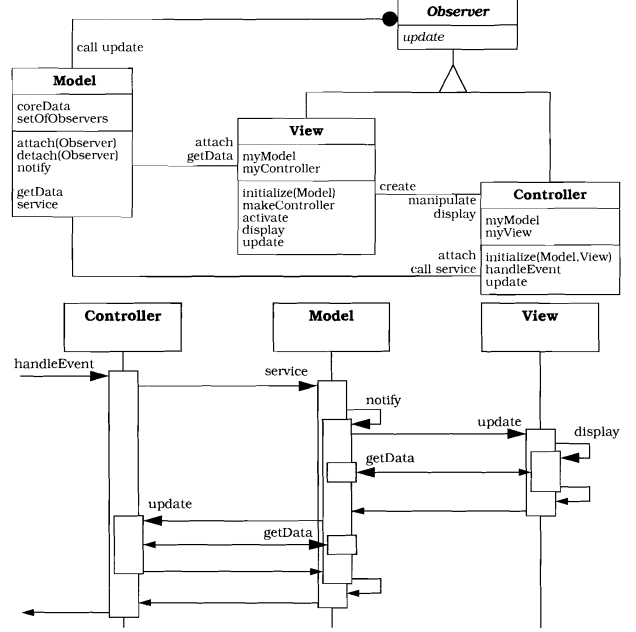 Observer
update
call update
Model
coreData
setOfObservers
attach(Observer)
detach(Observer)
notify
getData
service
attach
getData
View
myModel
myController
initialize(Model)
makeController
activate
display
update
create
manipulate
display
Controller
myModel
myView
initialize(Model,View)
handleEvent
update
attach
call service
Controller
Model
View
handleEvent
service
notify
update
display
getData
update
getData